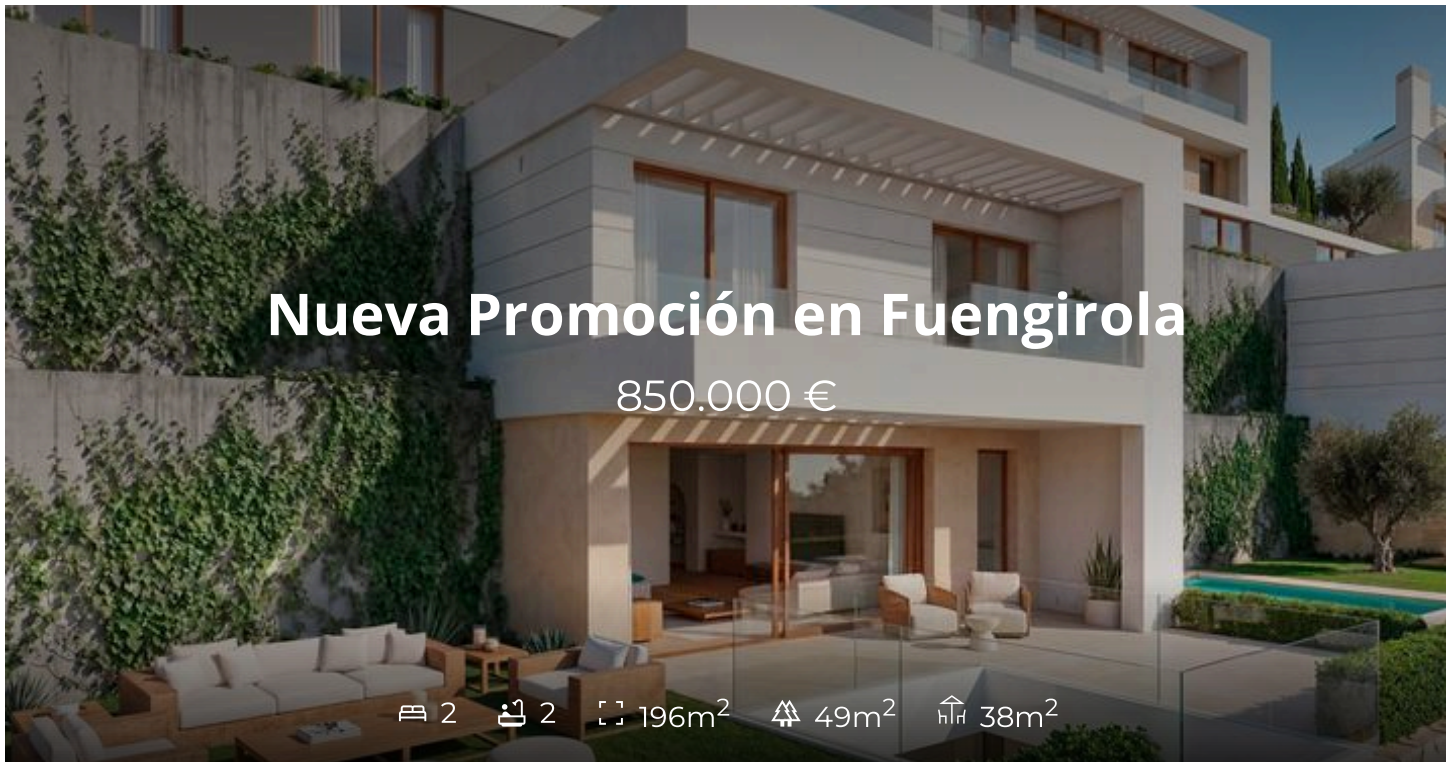 Nueva Promoción en Fuengirola
850.000 €
2 2 196m² 49m² 38m²